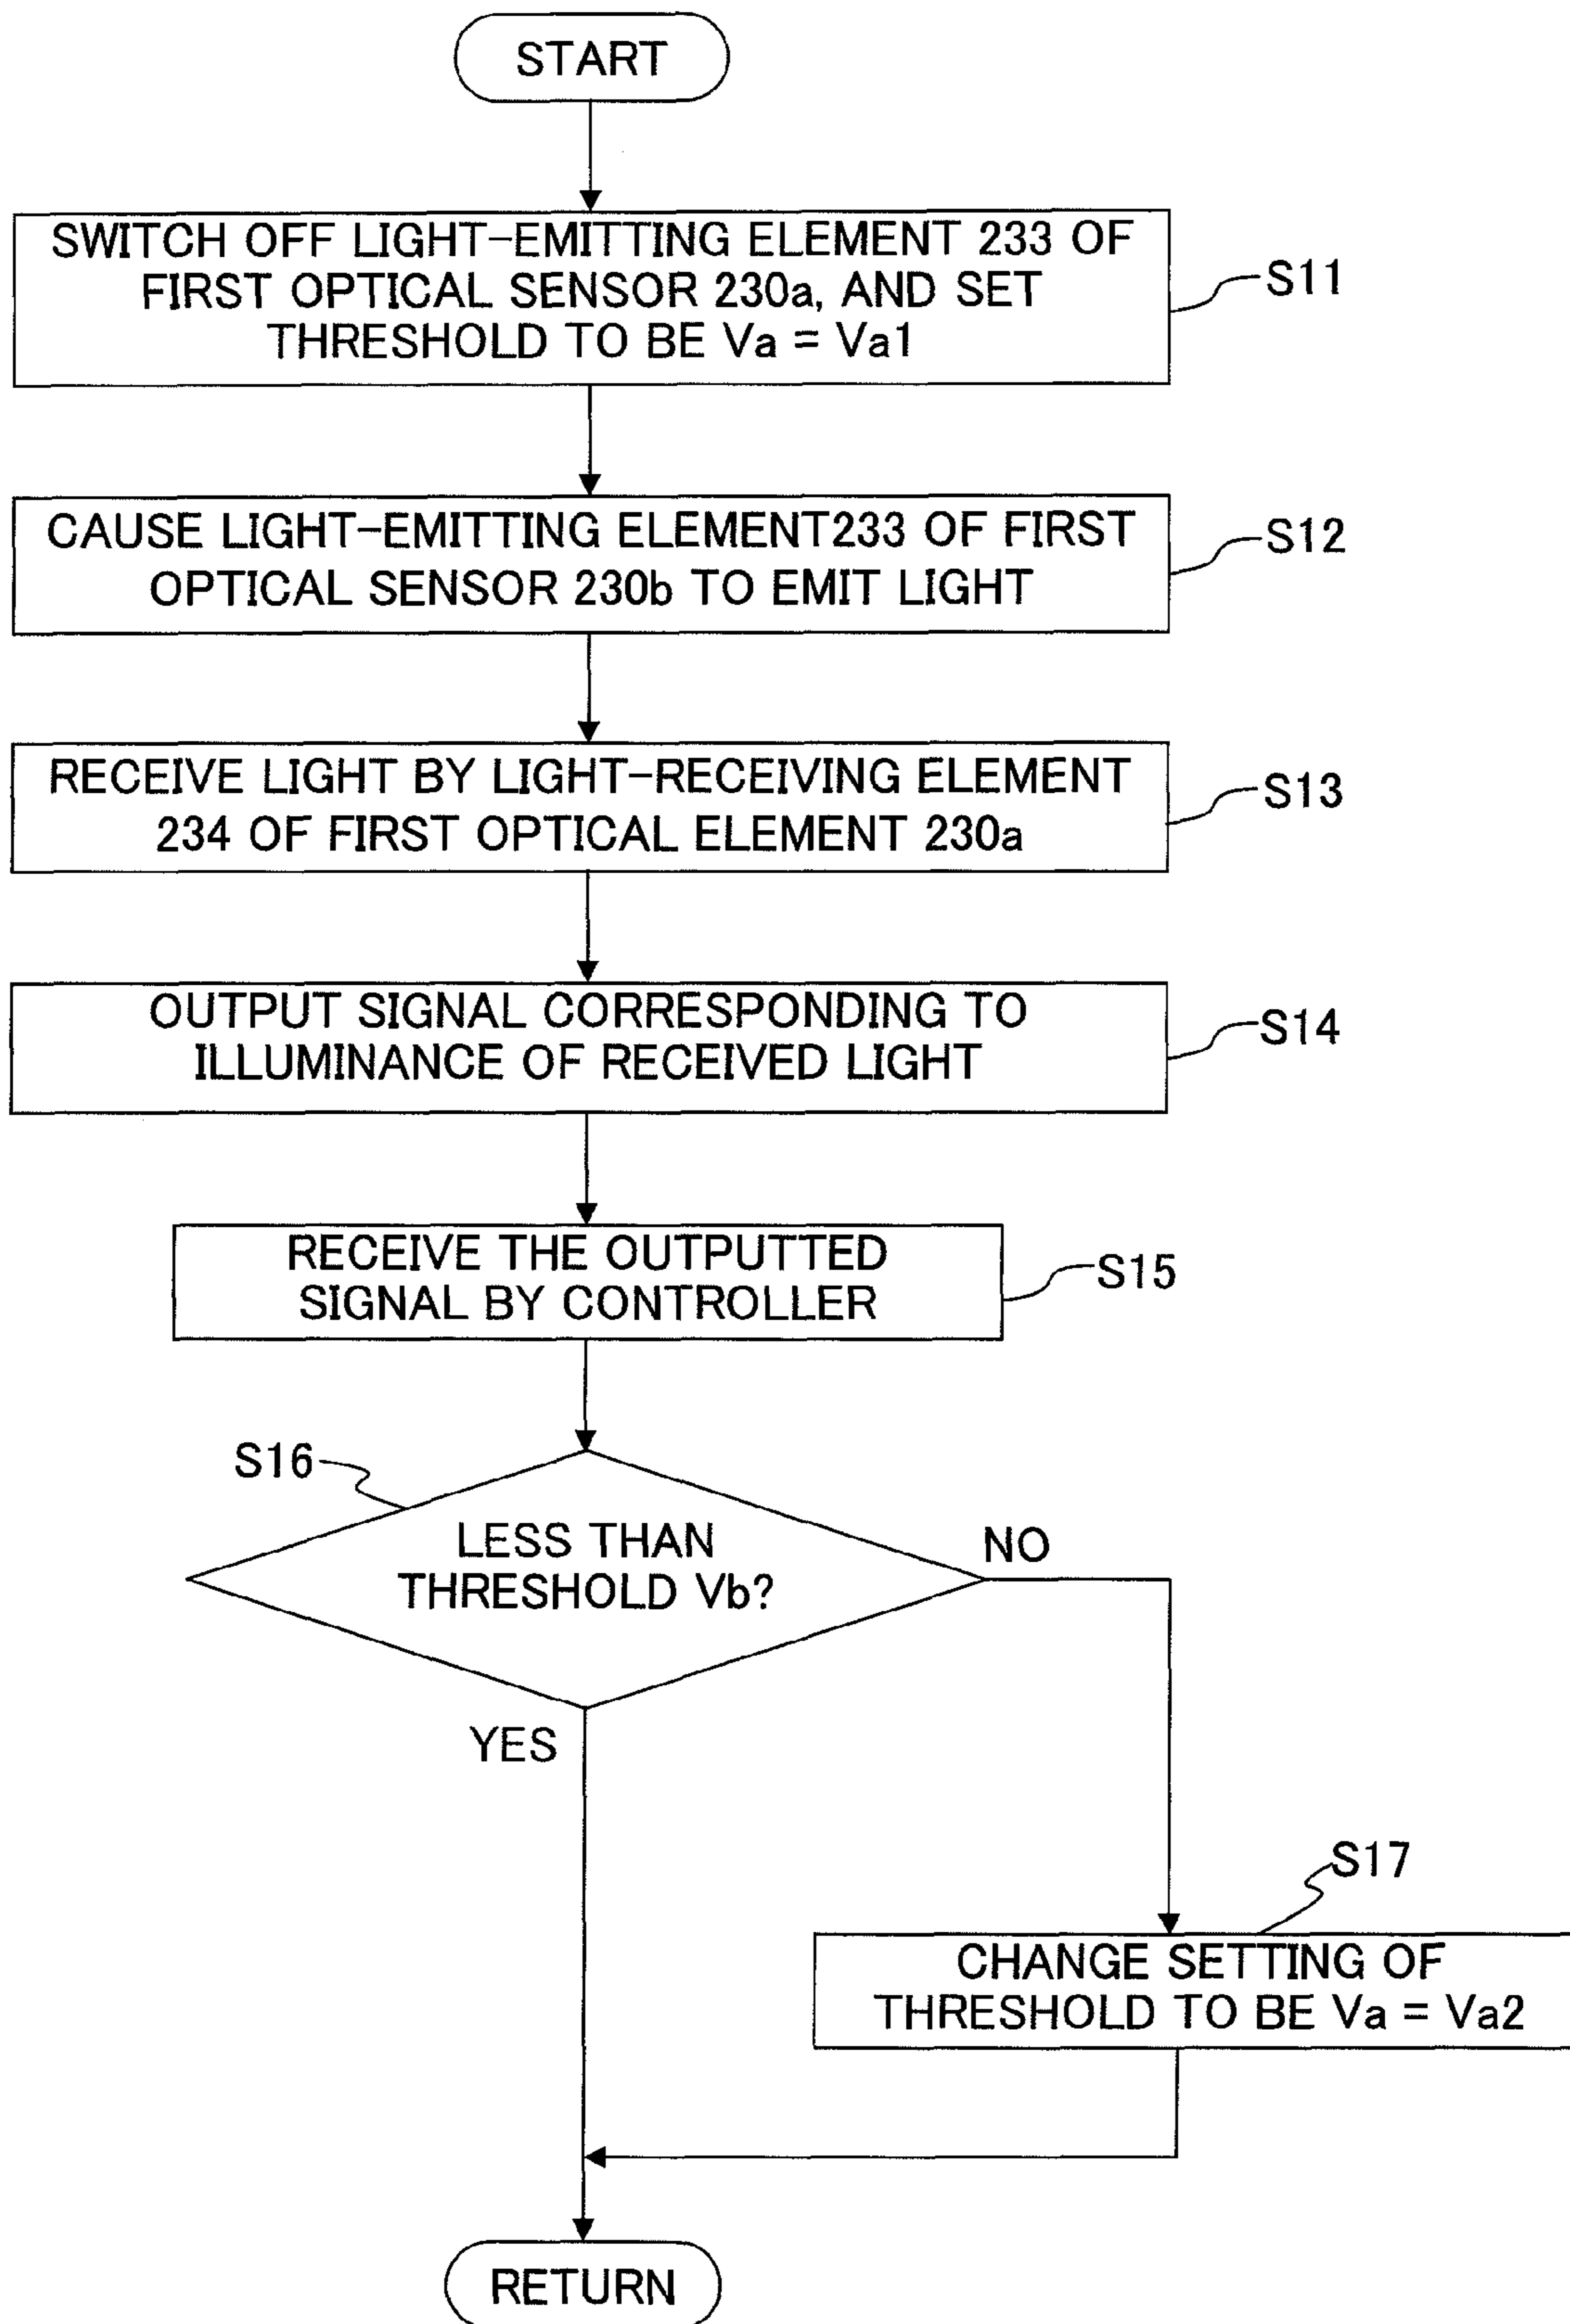 START
SWITCH OFF LIGHT-EMITTING ELEMENT 233 OF
FIRST OPTICAL SENSOR 230a, AND SET
THRESHOLD TO BE Va = Va1
S11
CAUSE LIGHT-EMITTING ELEMENT233 OF FIRST
OPTICAL SENSOR 230b TO EMIT LIGHT
S12
RECEIVE LIGHT BY LIGHT-RECEIVING ELEMENT
234 OF FIRST OPTICAL ELEMENT 230a
S13
OUTPUT SIGNAL CORRESPONDING TO
ILLUMINANCE OF RECEIVED LIGHT
S14
RECEIVE THE OUTPUTTED
SIGNAL BY CONTROLLER
S15
S16
LESS THAN
THRESHOLD Vb?
NO
YES
S17
CHANGE SETTING OF
THRESHOLD TO BE Va = Va2
RETURN